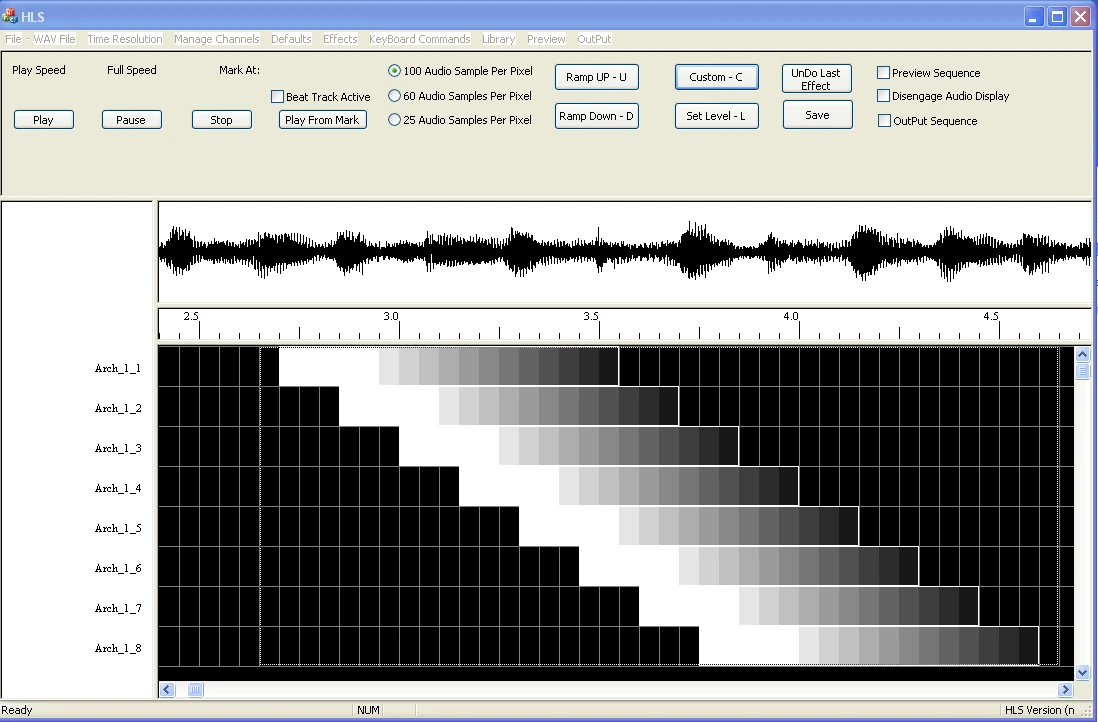 HLS
File - WAV File Time Resolution Manage Channels Defaults Effects KeyBoard Commands Library Preview OutPut
Play Speed Full Speed Mark At:
100 Audio Sample Per Pixel
Ramp UP - U
Custom - C
UnDo Last Effect
Preview Sequence
Beat Track Active
60 Audio Samples Per Pixel
Disengage Audio Display
Play Pause Stop Play From Mark
25 Audio Samples Per Pixel
Ramp Down - D
Set Level - L
Save
OutPut Sequence
2.5 3.0 3.5 4.0 4.5
Arch_1_1
Arch_1_2
Arch_1_3
Arch_1_4
Arch_1_5
Arch_1_6
Arch_1_7
Arch_1_8
Ready NUM HLS Version (n